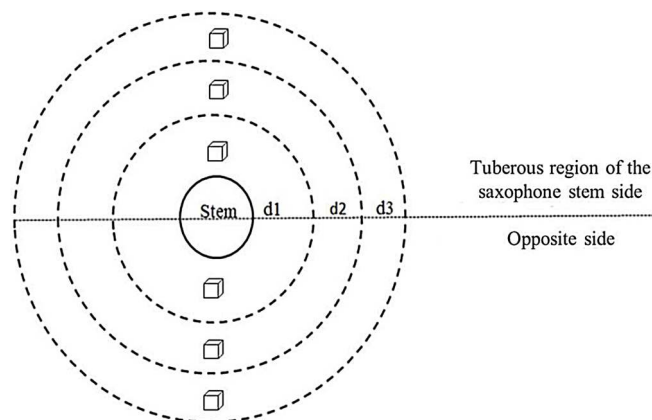 Stem d1 d2 d3
Tuberous region of the
saxophone stem side
Opposite side